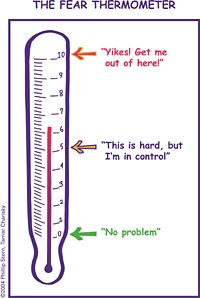 THE FEAR THERMOMETER
10
9
8
7
6
5
4
3
2
1
0
"Yikes! Get me
out of here!"
"This is hard, but
I'm in control"
"No problem"
©2004 Phillip Stern, Tamar Chansky